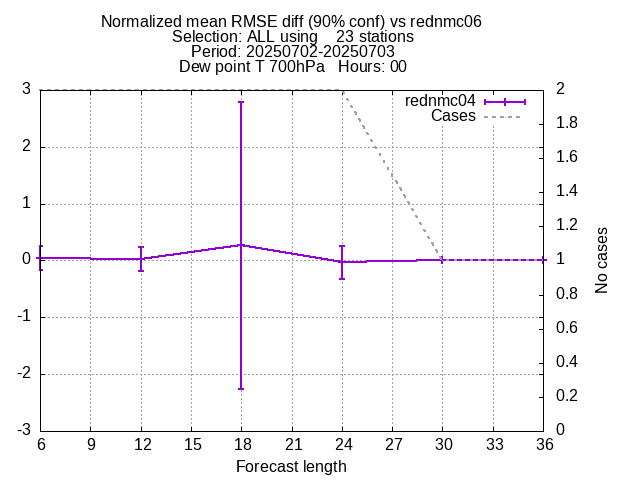 Normalized mean RMSE diff (90% conf) vs rednmc06
Selection: ALL using    23 stations
Period: 20250702-20250703
Dew point T 700hPa   Hours: 00
rednmc04
Cases
3
2
1
0
-1
-2
-3
2
1.8
1.6
1.4
1.2
1
0.8
0.6
0.4
0.2
0
No cases
6 9 12 15 18 21 24 27 30 33 36
Forecast length